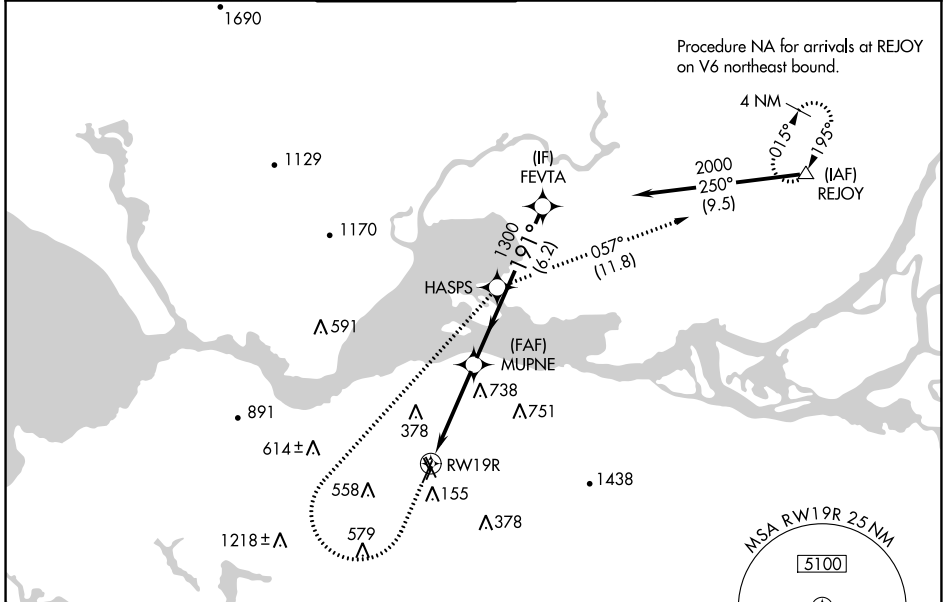 1690
Procedure NA for arrivals at REJOY
on V6 northeast bound.
4 NM
015°
195°
1129
(IF)
FEVTA
2000
250°
(9.5)
(IAF)
REJOY
1170
1300
191°
(6.2)
057°
(11.8)
HASPS
591
(FAF)
MUPNE
738
751
378
891
614±
RW19R
1438
558
155
378
579
1218±
MSA RW19R 25 NM
5100